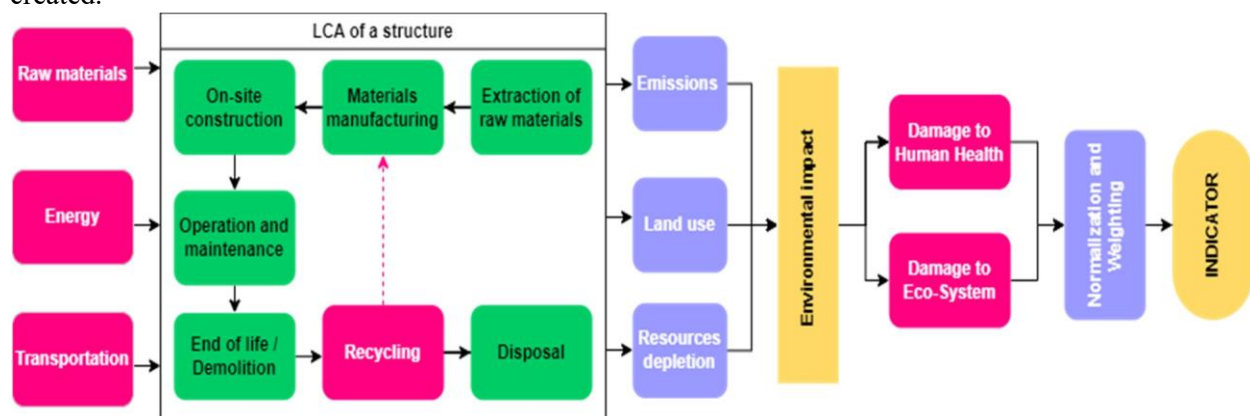 created.
LCA of a structure
Raw materials
Energy
Transportation
On-site
construction
Materials
manufacturing
Extraction of
raw materials
Operation and
maintenance
End of life /
Demolition
Recycling
Disposal
Emissions
Land use
Resources
depletion
Environmental impact
Damage to
Human Health
Damage to
Eco-System
Normalization and
Weighting
INDICATOR